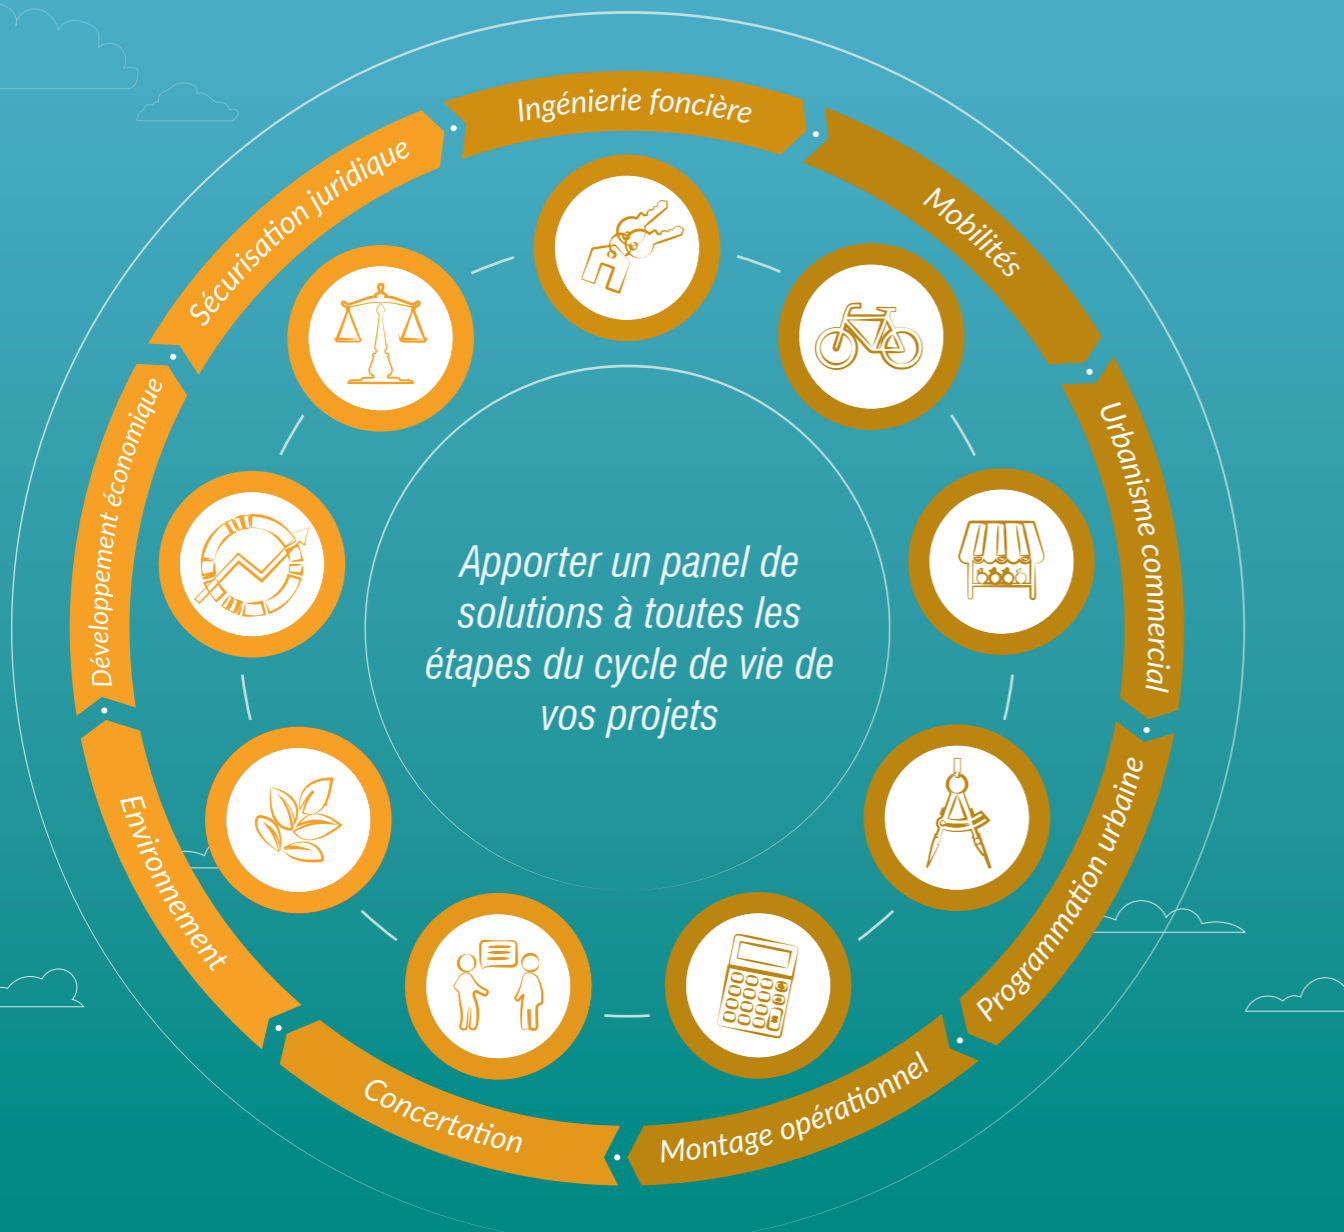 Ingénierie foncière
Mobilités
Urbanisme commercial
Programmation urbaine
Montage opérationnel
Concertation
Environnement
Développement économique
Sécurisation juridique
Apporter un panel de
solutions à toutes les
étapes du cycle de vie de
vos projets